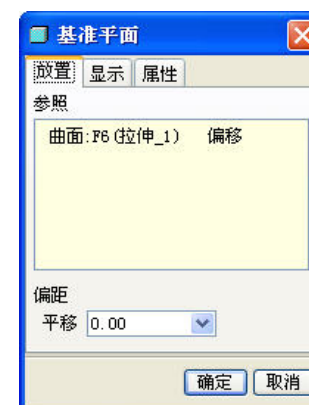 基准平面
放置 显示 属性
参照
曲面:F6(拉伸_1) 偏移
偏距
平移 0.00
确定 取消